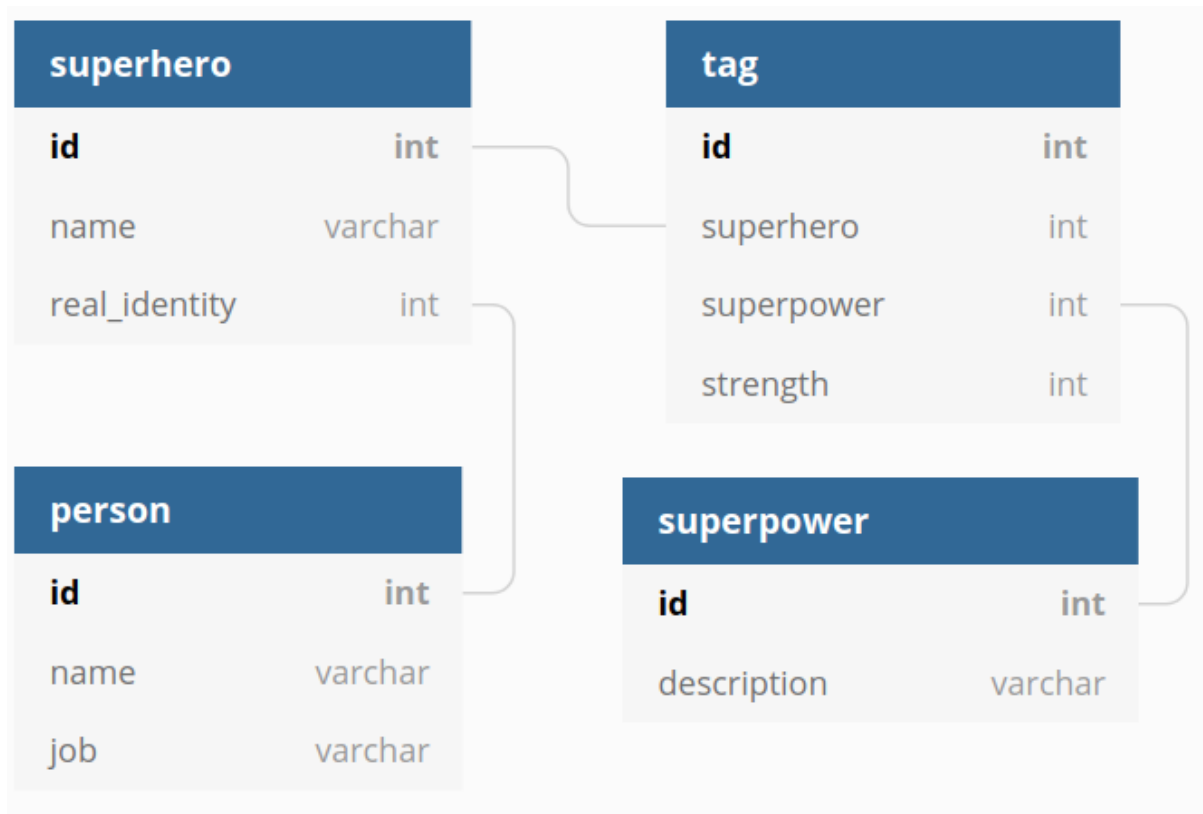 superhero
id int
name varchar
real_identity int
tag
id int
superhero int
superpower int
strength int
person
id int
name varchar
job varchar
superpower
id int
description varchar